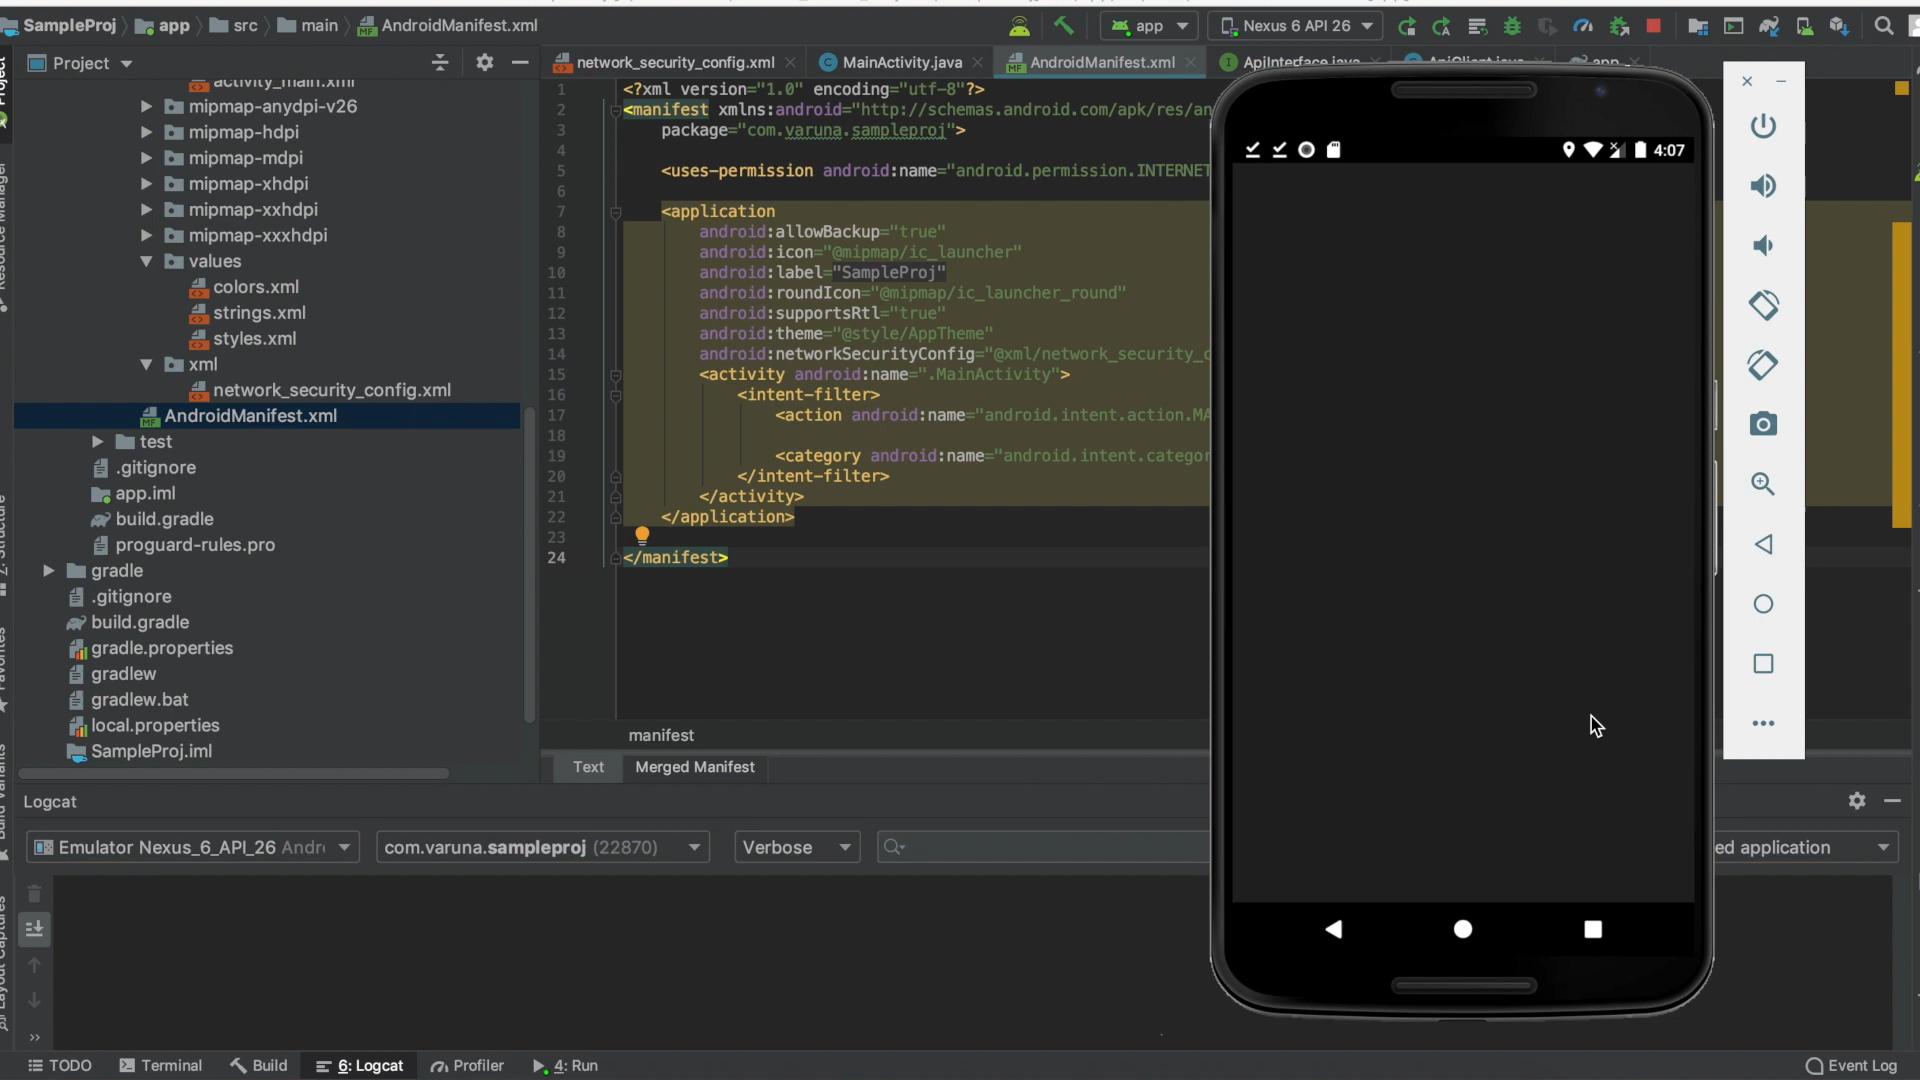 SampleProj app src main AndroidManifest.xml app Nexus 6 API 26
Project
network_security_config.xml MainActivity.java AndroidManifest.xml ApiInterface.java ApiClient.java app
activity_main.xml
mipmap-anydpi-v26
mipmap-hdpi
mipmap-mdpi
mipmap-xhdpi
mipmap-xxhdpi
mipmap-xxxhdpi
values
colors.xml
strings.xml
styles.xml
xml
network_security_config.xml
AndroidManifest.xml
test
.gitignore
app.iml
build.gradle
proguard-rules.pro
gradle
.gitignore
build.gradle
gradle.properties
gradlew
gradlew.bat
local.properties
SampleProj.iml
1 <?xml version="1.0" encoding="utf-8"?>
2 <manifest xmlns:android="http://schemas.android.com/apk/res/an
3 package="com.varuna.sampleproj">
4
5 <uses-permission android:name="android.permission.INTERNET
6
7 <application
8 android:allowBackup="true"
9 android:icon="@mipmap/ic_launcher"
10 android:label="SampleProj"
11 android:roundIcon="@mipmap/ic_launcher_round"
12 android:supportsRtl="true"
13 android:theme="@style/AppTheme"
14 android:networkSecurityConfig="@xml/network_security_c
15 <activity android:name=".MainActivity">
16 <intent-filter>
17 <action android:name="android.intent.action.MA
18
19 <category android:name="android.intent.categor
20 </intent-filter>
21 </activity>
22 </application>
23
24 </manifest>
manifest
Text Merged Manifest
4:07
Project
Resource Manager
Z: Structure
Favorites
Build Variants
Layout Captures
Logcat
Emulator Nexus_6_API_26 Andr com.varuna.sampleproj (22870) Verbose ed application
TODO Terminal Build 6: Logcat Profiler 4: Run Event Log